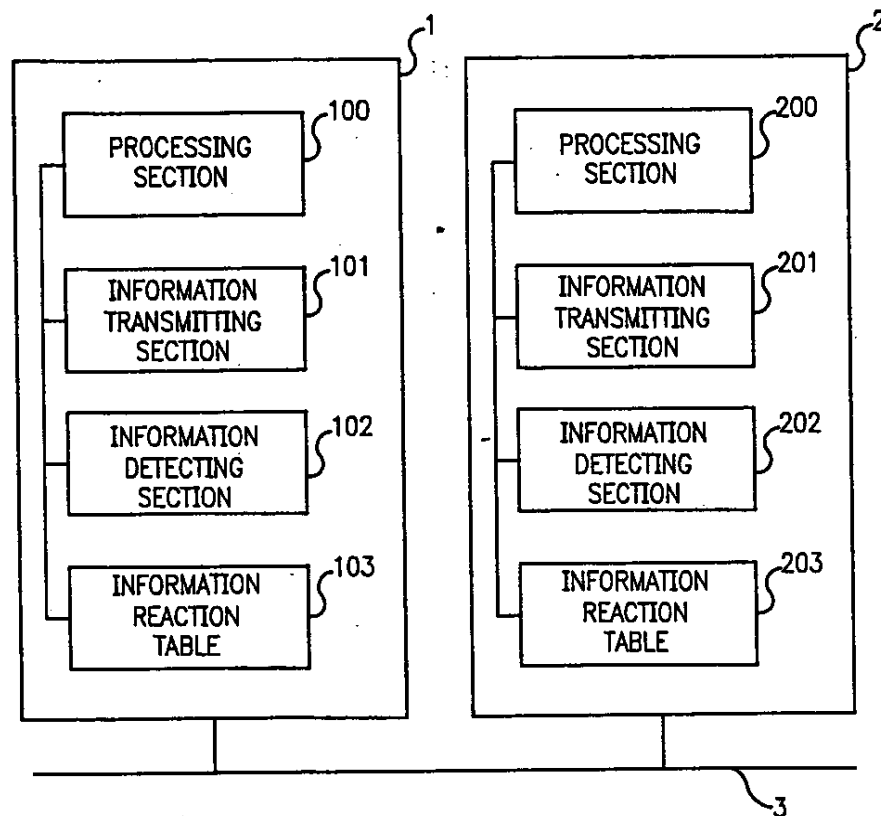 1
100
PROCESSING
SECTION
101
INFORMATION
TRANSMITTING
SECTION
102
INFORMATION
DETECTING
SECTION
103
INFORMATION
REACTION
TABLE
2
200
PROCESSING
SECTION
201
INFORMATION
TRANSMITTING
SECTION
202
INFORMATION
DETECTING
SECTION
203
INFORMATION
REACTION
TABLE
3